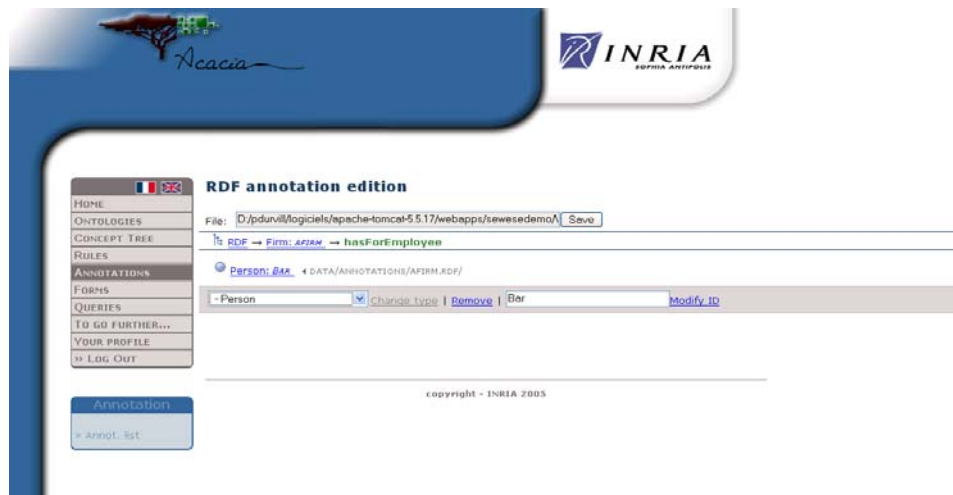 Acacia
INRIA
SOPHIA ANTIPOLIS
HOME
ONTOLOGIES
CONCEPT TREE
RULES
ANNOTATIONS
FORMS
QUERIES
TO GO FURTHER...
YOUR PROFILE
» LOG OUT
Annotation
» ANNOT. LIST
RDF annotation edition
File: D:/pdurvill/logiciels/apache-tomcat-5.5.17/webapps/sewesedemo/\ Save
RDF → Firm: AFIRM → hasForEmployee
Person: BAR ◂ DATA/ANNOTATIONS/AFIRM.RDF/
- Person Change type | Remove | Bar Modify ID
copyright - INRIA 2005